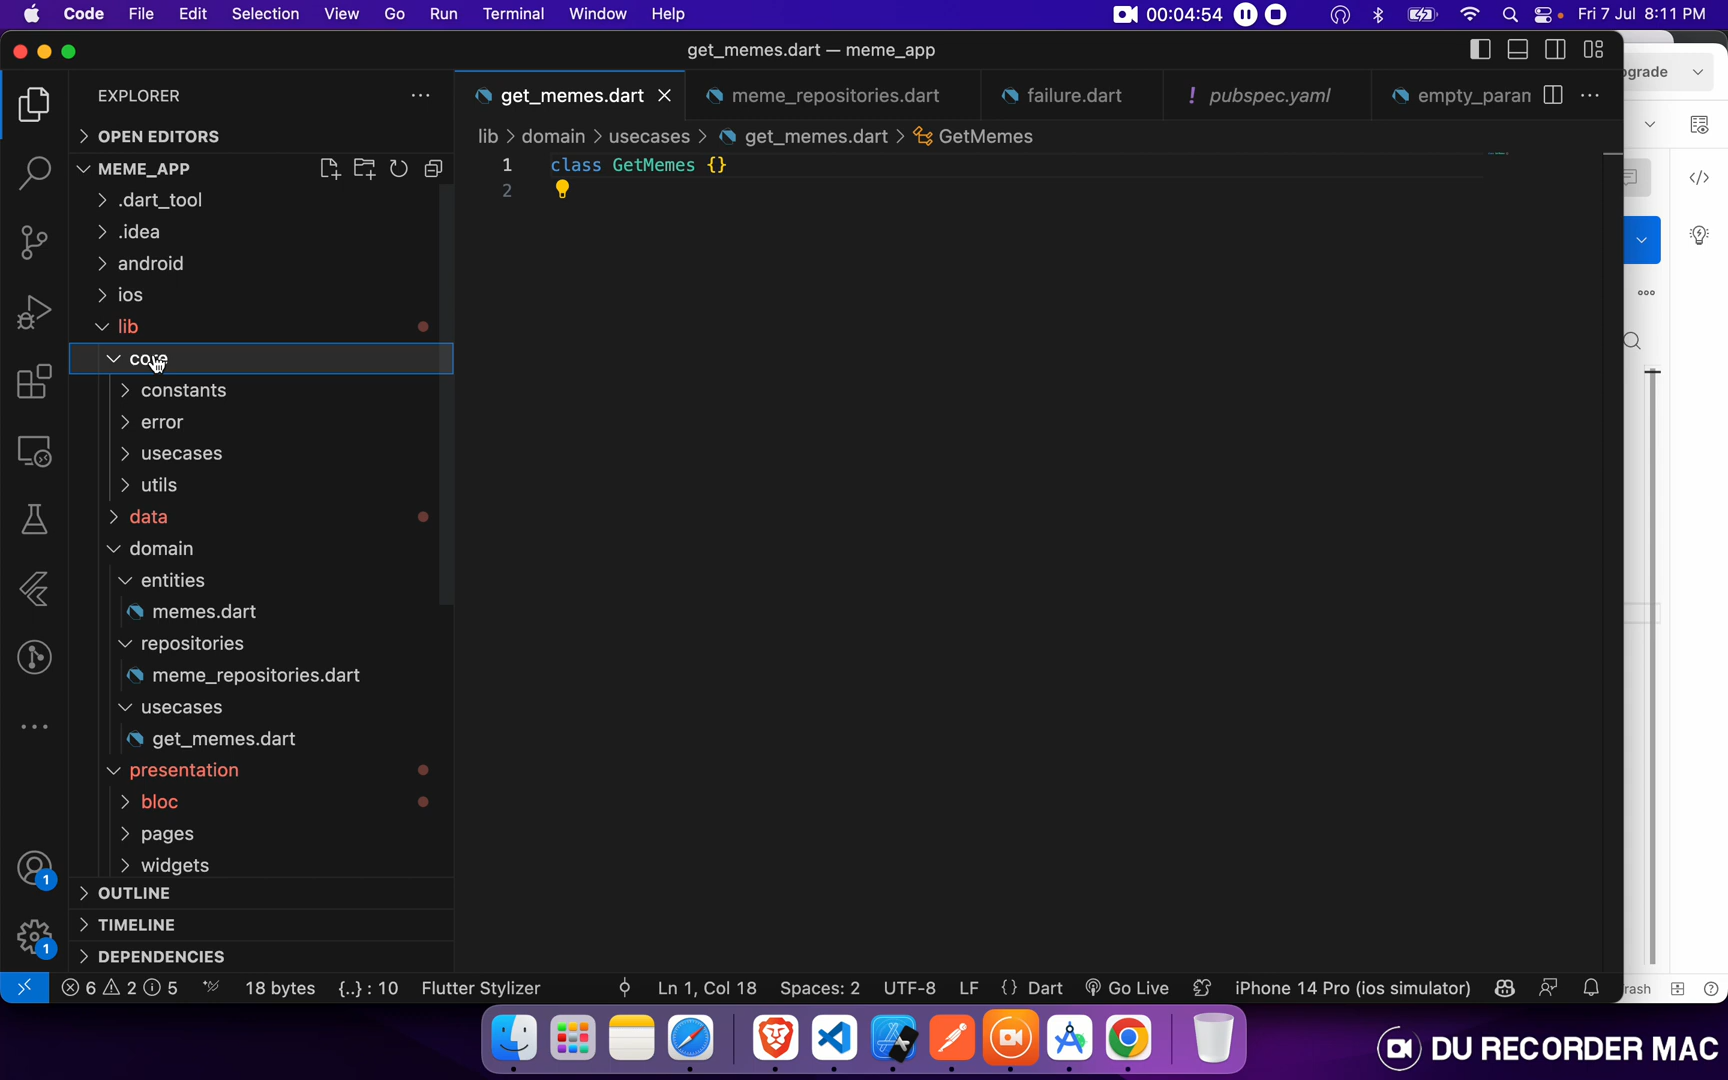 Code File Edit Selection View Go Run Terminal Window Help 00:04:54 Fri 7 Jul 8:11 PM
get_memes.dart — meme_app
EXPLORER
get_memes.dart meme_repositories.dart failure.dart ! pubspec.yaml empty_param
lib > domain > usecases > get_memes.dart > GetMemes
OPEN EDITORS
MEME_APP
1 class GetMemes {}
2
.dart_tool
.idea
android
ios
lib
core
constants
error
usecases
utils
data
domain
entities
memes.dart
repositories
meme_repositories.dart
usecases
get_memes.dart
presentation
bloc
pages
widgets
OUTLINE
TIMELINE
DEPENDENCIES
1
1
6 2 5 18 bytes {..} : 10 Flutter Stylizer Ln 1, Col 18 Spaces: 2 UTF-8 LF {} Dart Go Live iPhone 14 Pro (ios simulator)
grade
</>
rash
DU RECORDER MAC